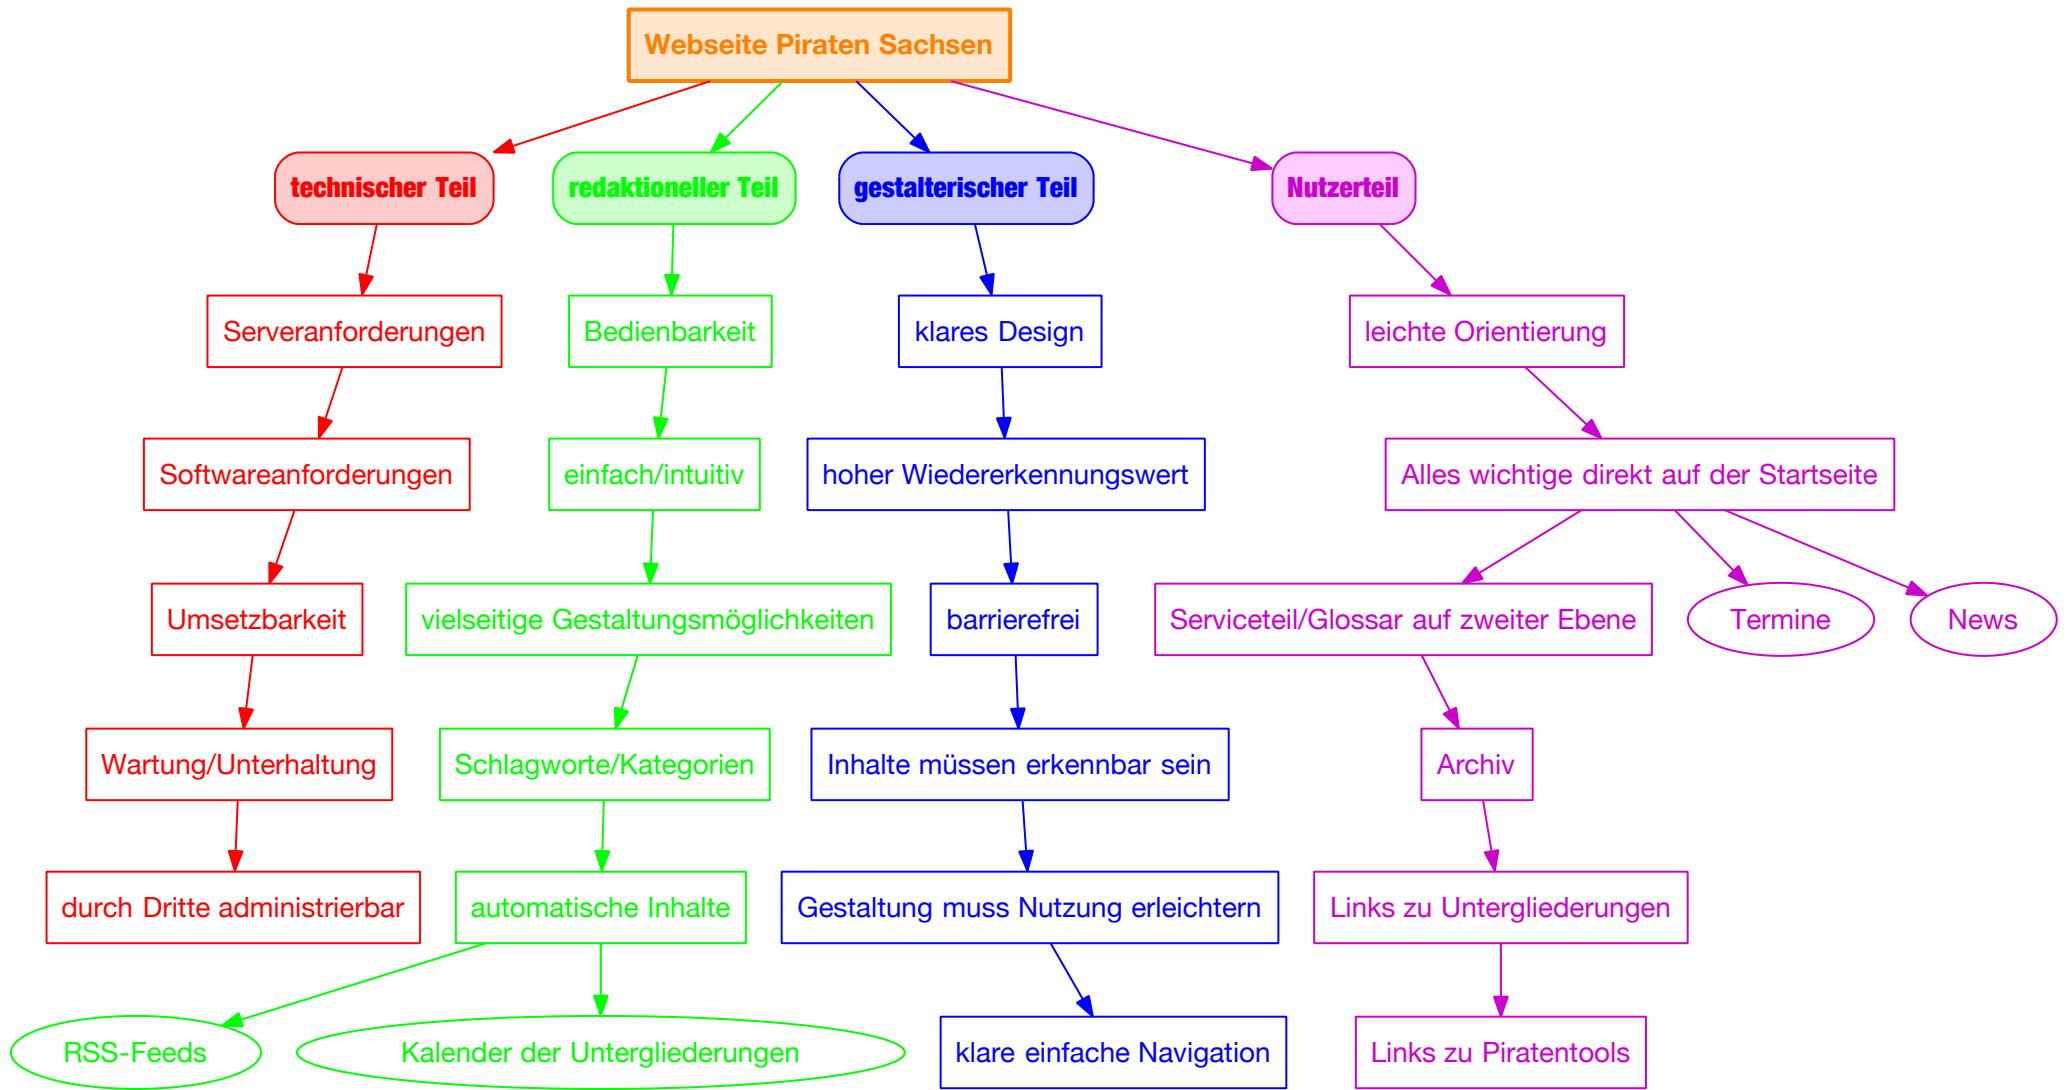 Webseite Piraten Sachsen
technischer Teil
redaktioneller Teil
gestalterischer Teil
Nutzerteil
Serveranforderungen
Bedienbarkeit
klares Design
leichte Orientierung
Softwareanforderungen
einfach/intuitiv
hoher Wiedererkennungswert
Alles wichtige direkt auf der Startseite
Umsetzbarkeit
vielseitige Gestaltungsmöglichkeiten
barrierefrei
Serviceteil/Glossar auf zweiter Ebene
Termine
News
Wartung/Unterhaltung
Schlagworte/Kategorien
Inhalte müssen erkennbar sein
Archiv
durch Dritte administrierbar
automatische Inhalte
Gestaltung muss Nutzung erleichtern
Links zu Untergliederungen
RSS-Feeds
Kalender der Untergliederungen
klare einfache Navigation
Links zu Piratentools